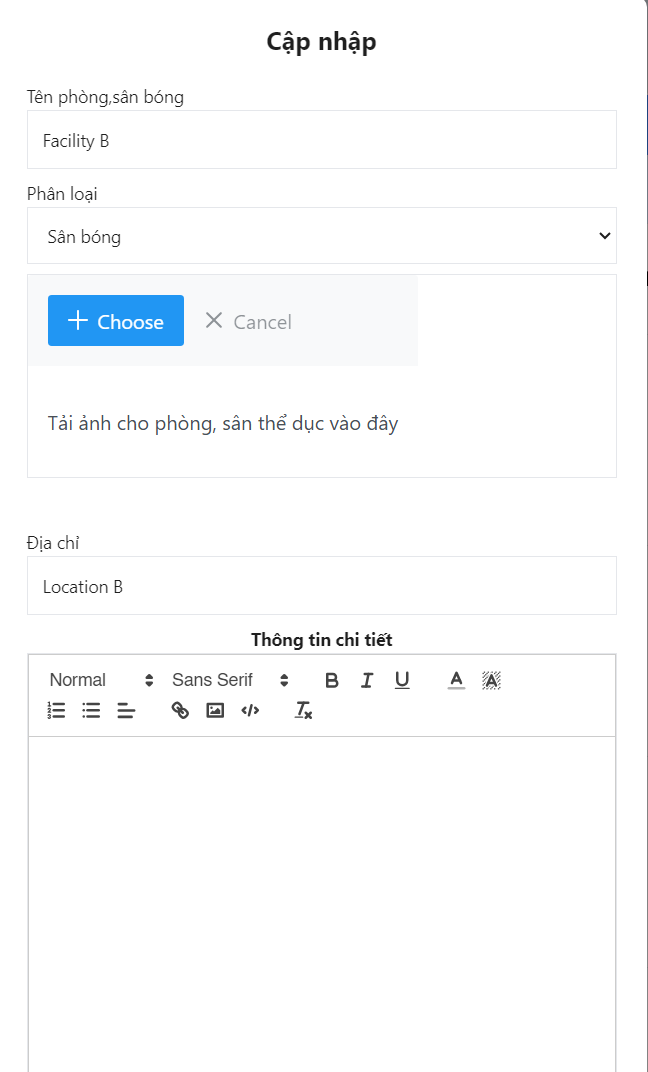 Cập nhập
Tên phòng,sân bóng
Facility B
Phân loại
Sân bóng
Choose Cancel
Tải ảnh cho phòng, sân thể dục vào đây
Địa chỉ
Location B
Thông tin chi tiết
Normal Sans Serif B I U A A